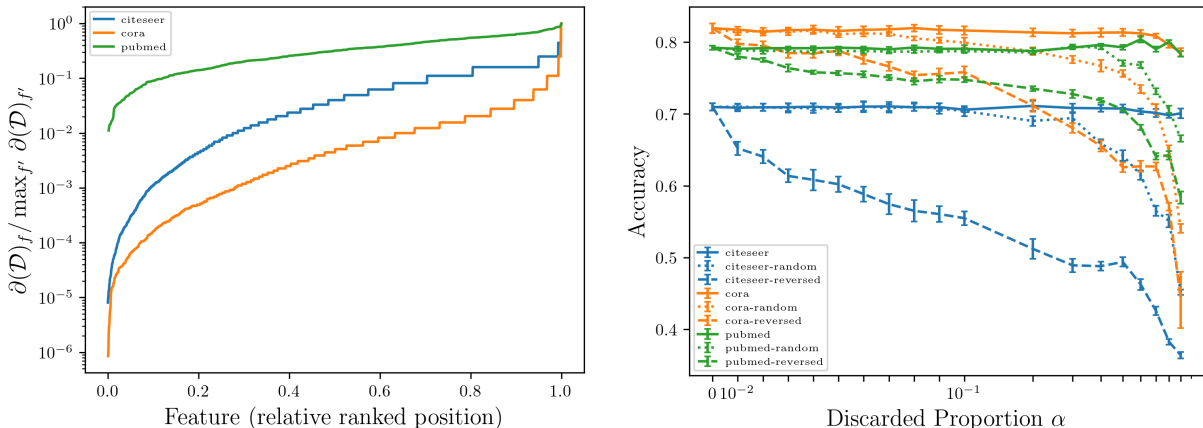 10⁰
10⁻¹
10⁻²
10⁻³
10⁻⁴
10⁻⁵
10⁻⁶
∂(𝒟)_f / max_f′ ∂(𝒟)_f′
citeseer
cora
pubmed
0.0 0.2 0.4 0.6 0.8 1.0
Feature (relative ranked position)
0.8
0.7
0.6
0.5
0.4
Accuracy
citeseer
citeseer-random
citeseer-reversed
cora
cora-random
cora-reversed
pubmed
pubmed-random
pubmed-reversed
0 10⁻² 10⁻¹
Discarded Proportion α